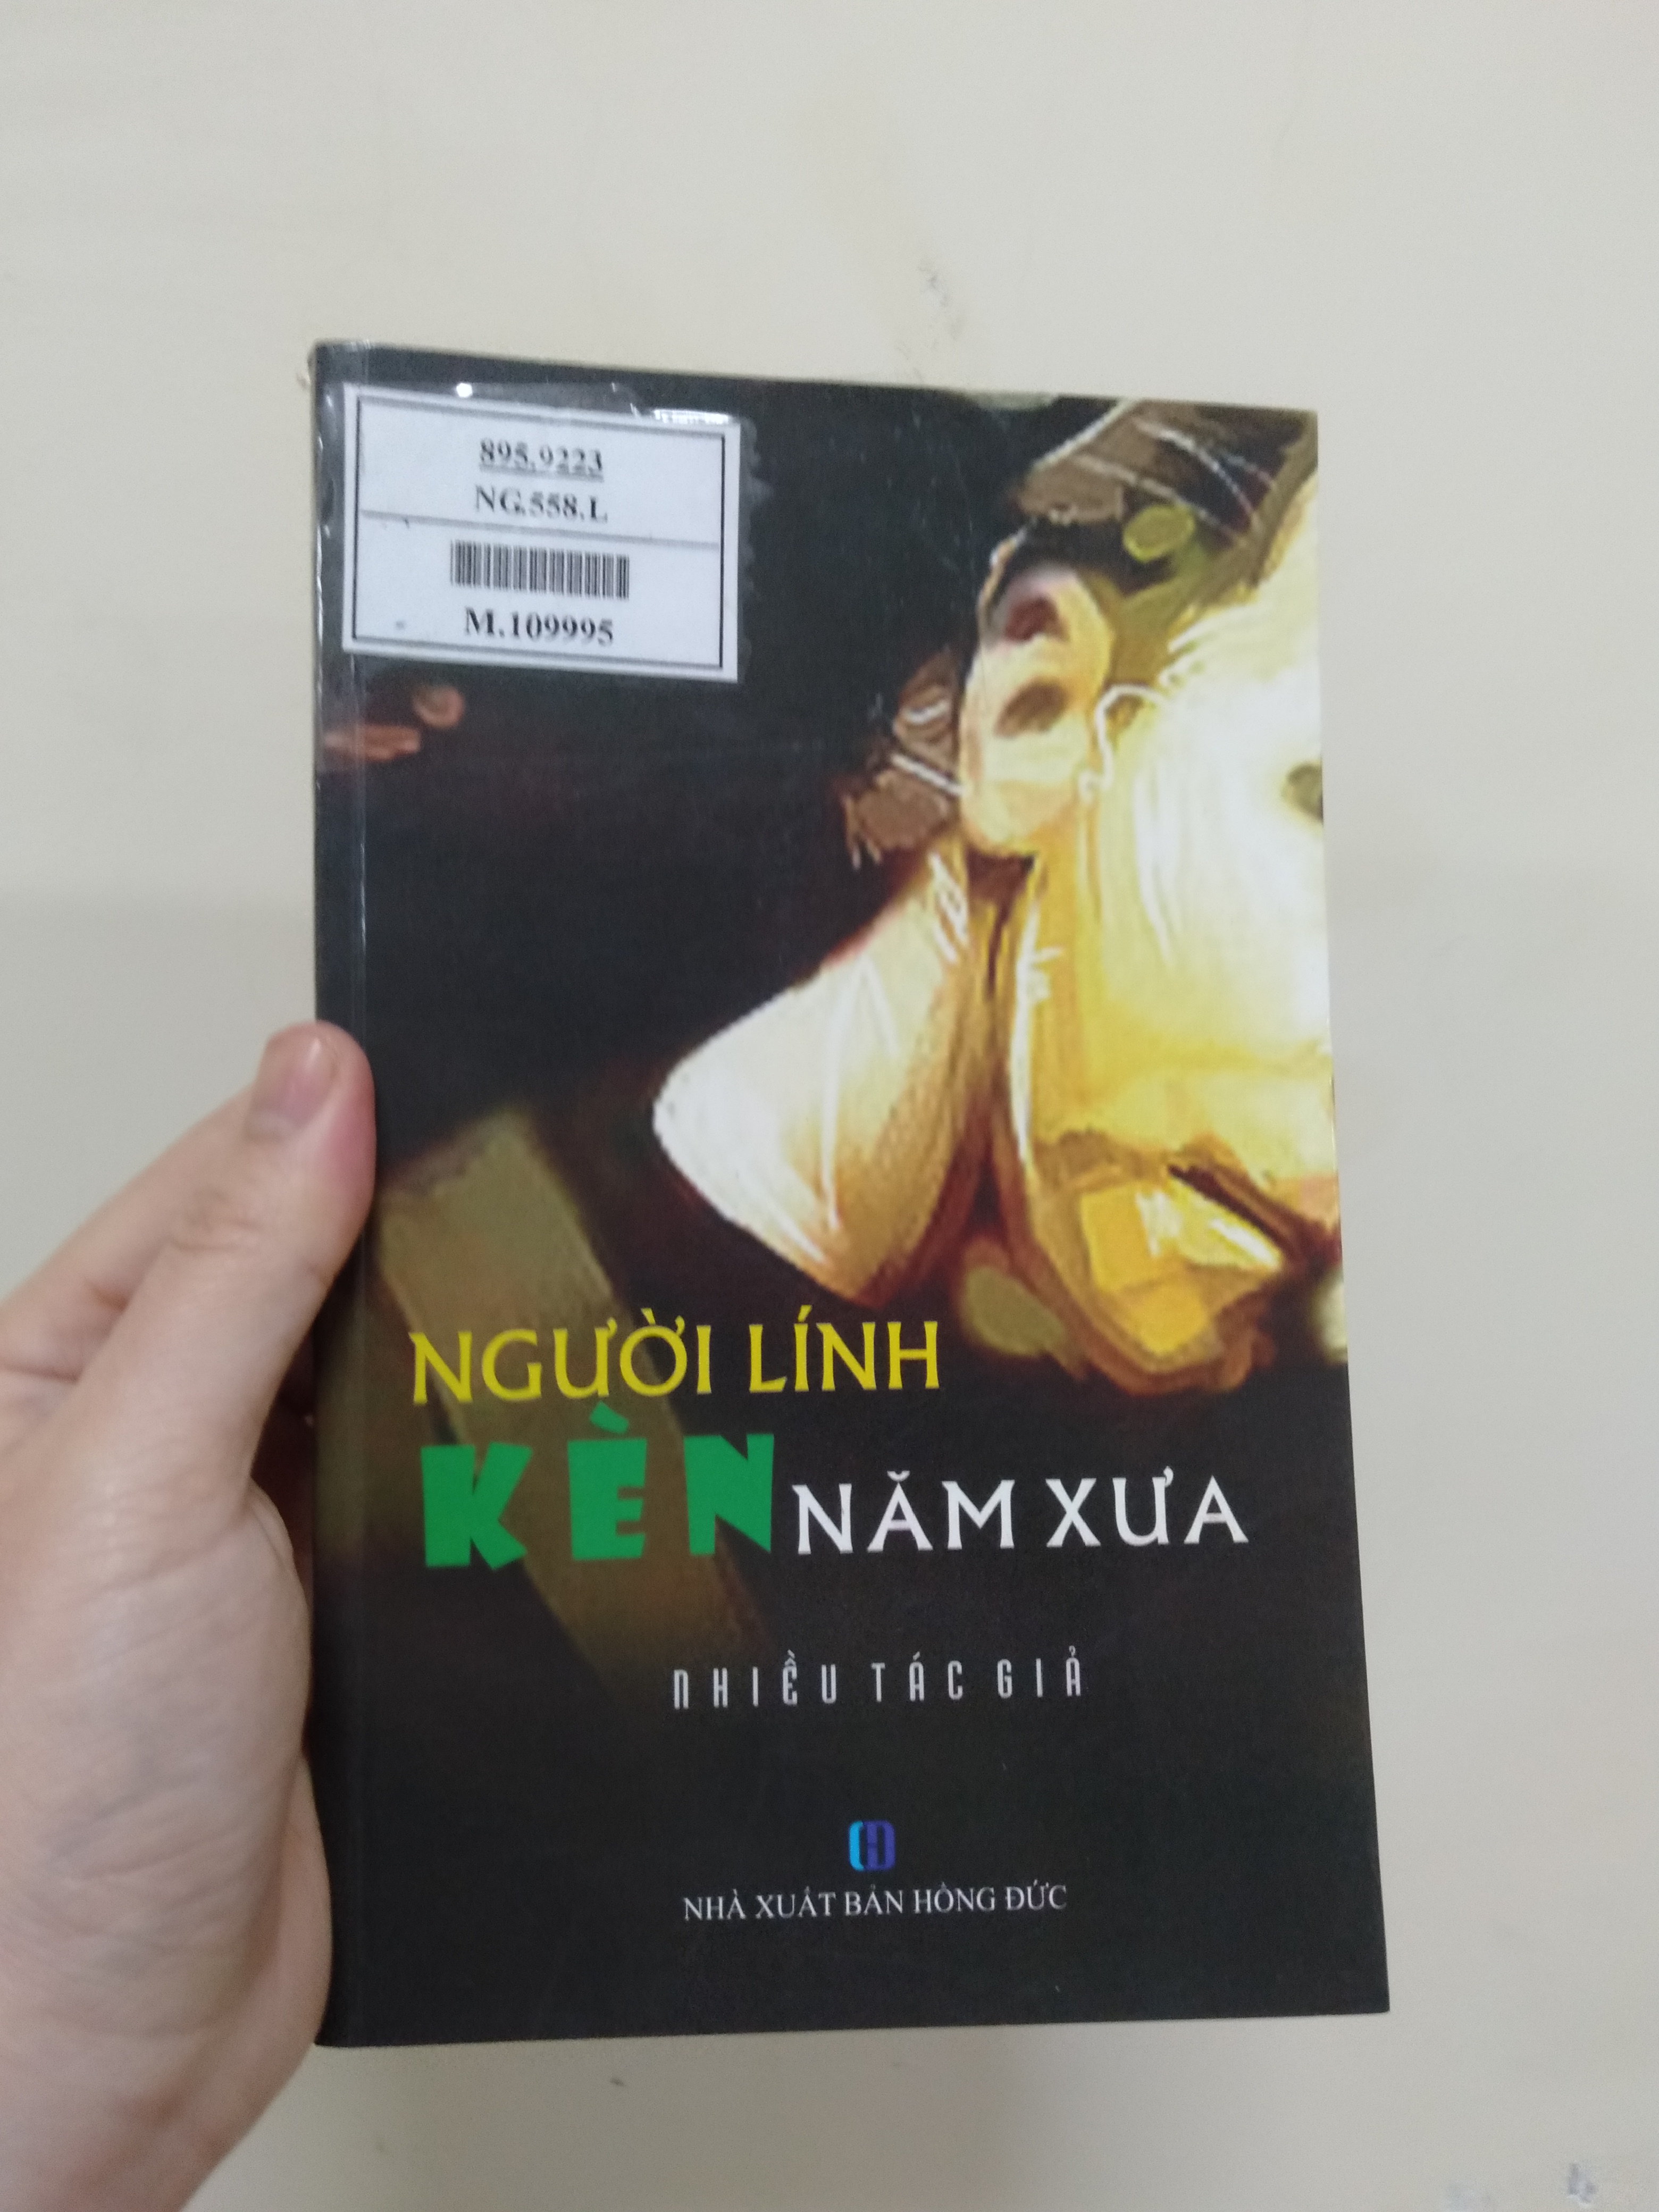 895.9223
NG.558.L
M.109995
NGƯỜI LÍNH
KÈN NĂM XƯA
NHIỀU TÁC GIẢ
NHÀ XUẤT BẢN HỒNG ĐỨC